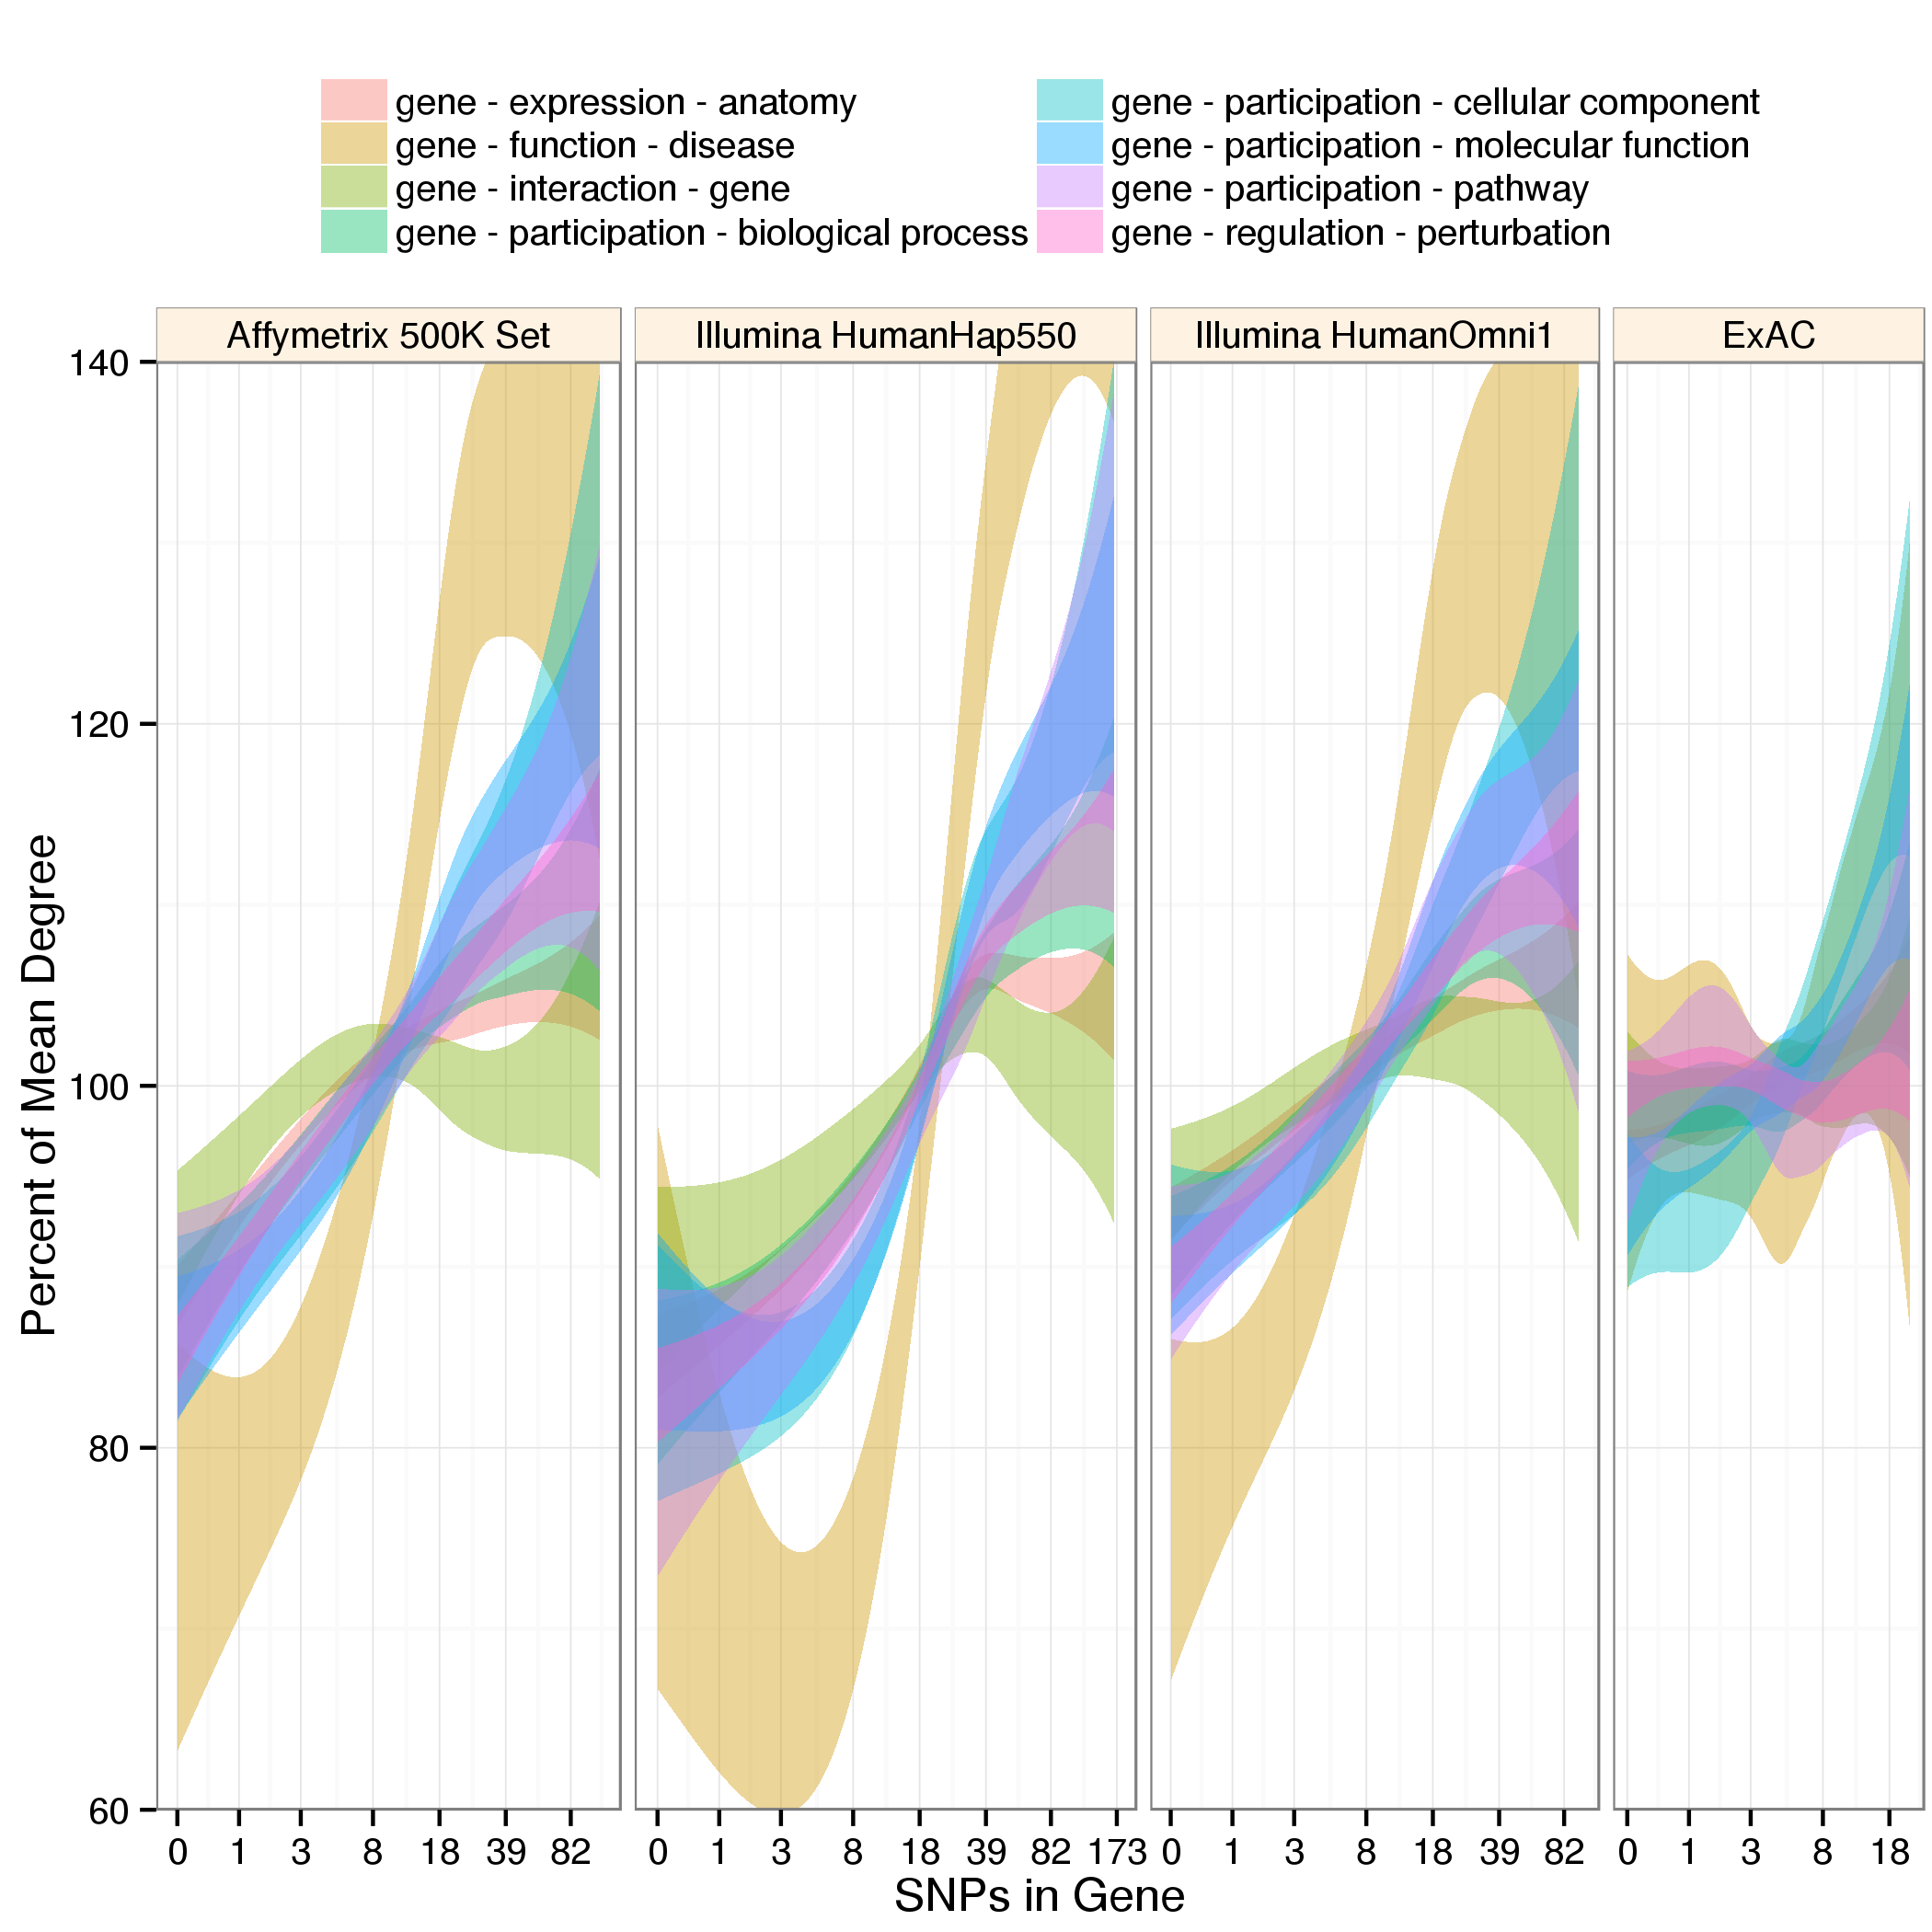 gene - expression - anatomy
gene - function - disease
gene - interaction - gene
gene - participation - biological process
gene - participation - cellular component
gene - participation - molecular function
gene - participation - pathway
gene - regulation - perturbation
Affymetrix 500K Set
Illumina HumanHap550
Illumina HumanOmni1
ExAC
Percent of Mean Degree
140
120
100
80
60
0 1 3 8 18 39 82
0 1 3 8 18 39 82 173
0 1 3 8 18 39 82
0 1 3 8 18
SNPs in Gene